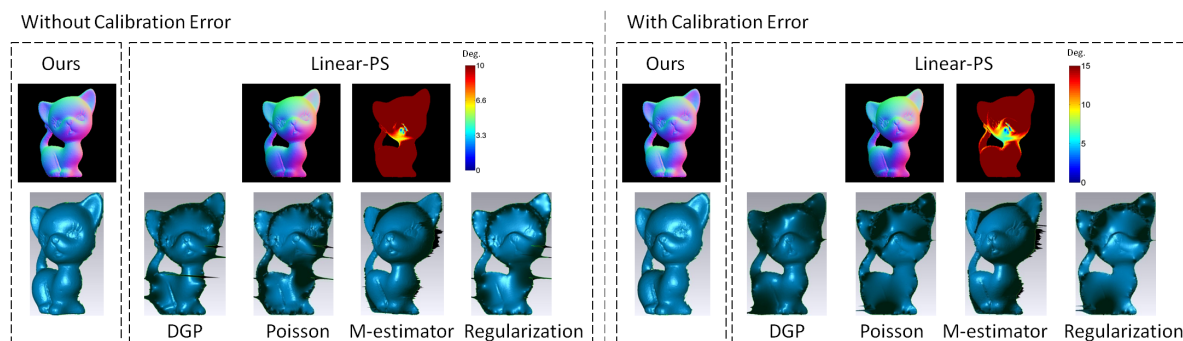 Without Calibration Error
Ours
Linear-PS
Deg.
10
6.6
3.3
0
DGP
Poisson
M-estimator
Regularization
With Calibration Error
Ours
Linear-PS
Deg.
15
10
5
0
DGP
Poisson
M-estimator
Regularization